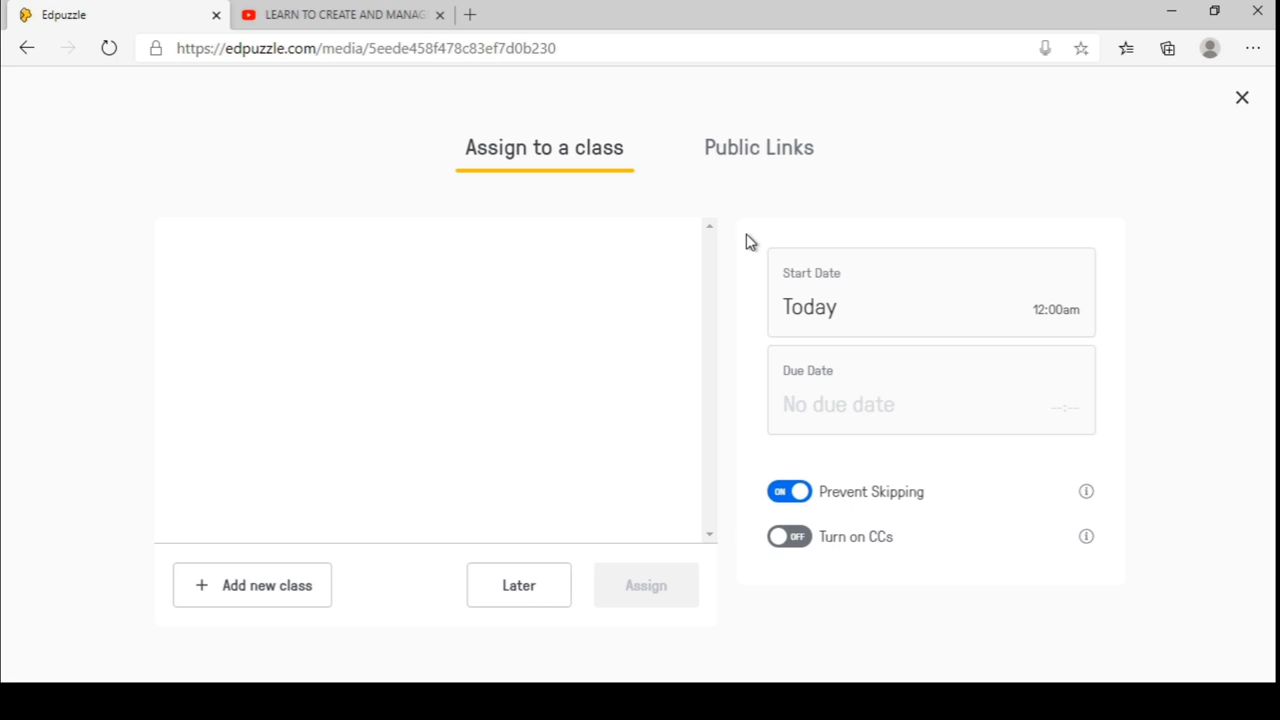 Edpuzzle
LEARN TO CREATE AND MANAG
https://edpuzzle.com/media/5eede458f478c83ef7d0b230
Assign to a class
Public Links
Start Date
Today
12:00am
Due Date
No due date
--:--
ON
Prevent Skipping
OFF
Turn on CCs
+ Add new class
Later
Assign